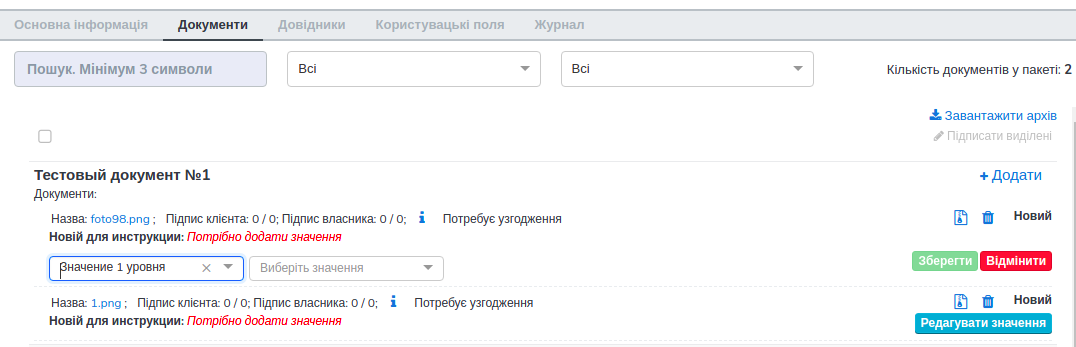 Основна інформація Документи Довідники Користувацькі поля Журнал
Пошук. Мінімум 3 символи Всі Всі Кількість документів у пакеті: 2
Завантажити архів
Підписати виділені
Тестовый документ №1 + Додати
Документи:
Назва: foto98.png ; Підпис клієнта: 0 / 0; Підпис власника: 0 / 0; Потребує узгодження Новий
Новій для инструкции: Потрібно додати значення
Значение 1 уровня Виберіть значення Зберегти Відмінити
Назва: 1.png ; Підпис клієнта: 0 / 0; Підпис власника: 0 / 0; Потребує узгодження Новий
Новій для инструкции: Потрібно додати значення Редагувати значення